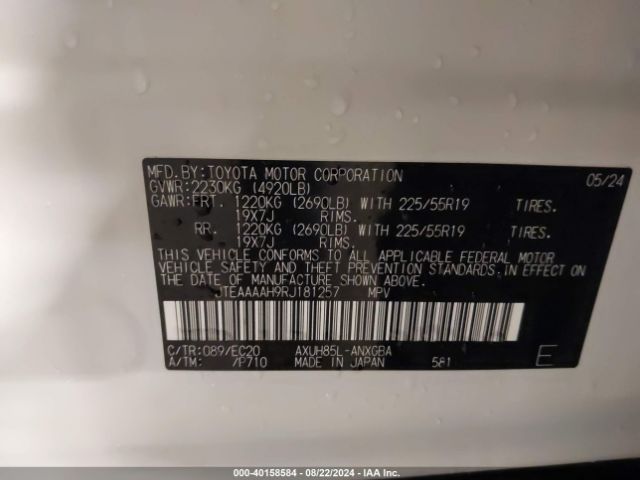 MFD.BY:TOYOTA MOTOR CORPORATION 05/24
GVWR:2230KG (4920LB)
GAWR:FRT. 1220KG (2690LB) WITH 225/55R19 TIRES.
19X7J RIMS.
RR. 1220KG (2690LB) WITH 225/55R19 TIRES.
19X7J RIMS.
THIS VEHICLE CONFORMS TO ALL APPLICABLE FEDERAL MOTOR
VEHICLE SAFETY AND THEFT PREVENTION STANDARDS IN EFFECT ON
THE DATE OF MANUFACTURE SHOWN ABOVE.
JTEAAAAH9RJ181257 MPV
C/TR:089/EC20 AXUH85L-ANXGBA
A/TM: /P710 MADE IN JAPAN 581 E
000-40158584 - 08/22/2024 - IAA Inc.